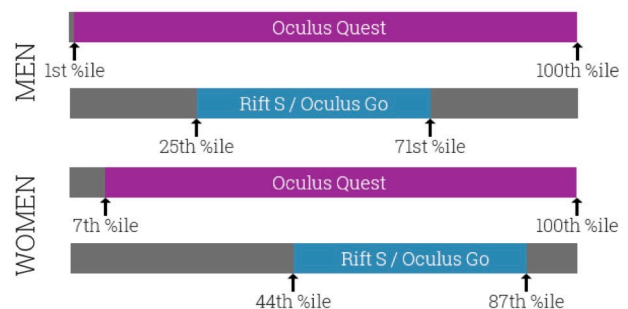 MEN
Oculus Quest
1st %ile 100th %ile
Rift S / Oculus Go
25th %ile 71st %ile
WOMEN
Oculus Quest
7th %ile 100th %ile
Rift S / Oculus Go
44th %ile 87th %ile